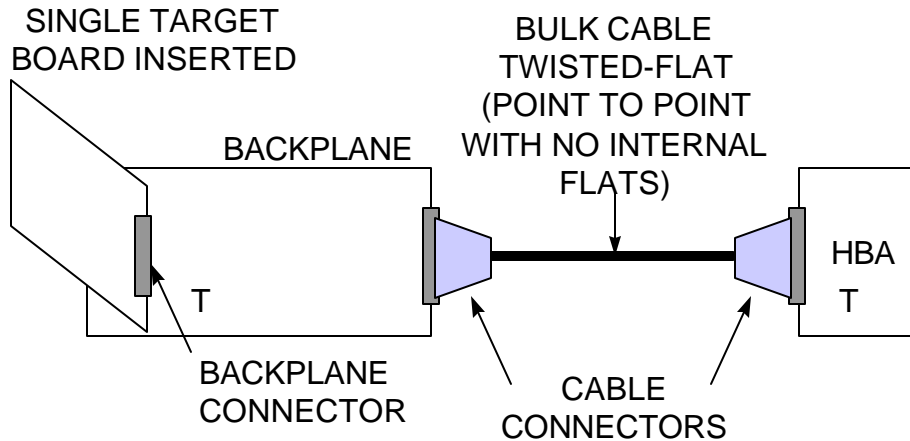 SINGLE TARGET
BOARD INSERTED
BULK CABLE
TWISTED-FLAT
(POINT TO POINT
WITH NO INTERNAL
FLATS)
BACKPLANE
HBA
T
T
BACKPLANE
CONNECTOR
CABLE
CONNECTORS